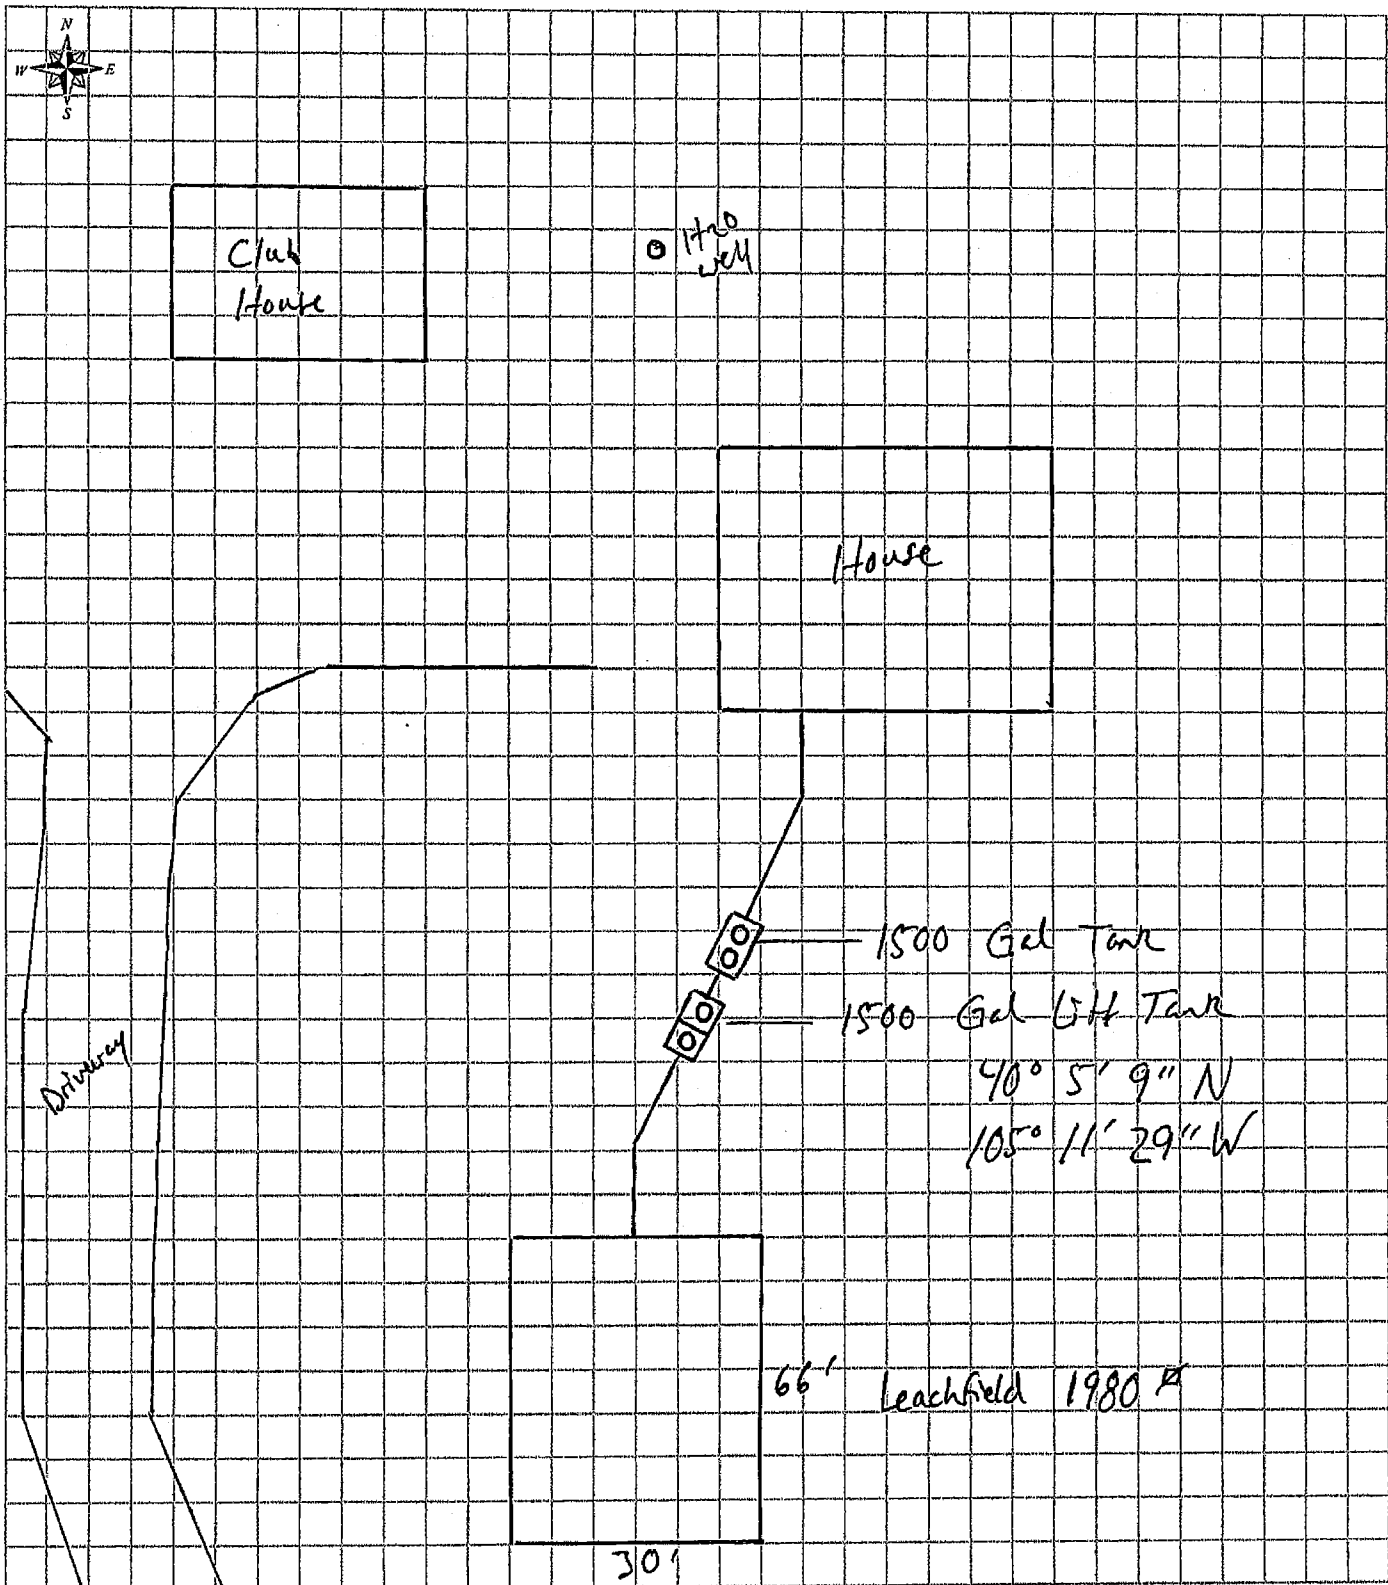 N
W E
S
Club
House
H2O
well
House
1500 Gal Tank
1500 Gal Lift Tank
40° 5' 9" N
105° 11' 29" W
Driveway
66'
Leachfield 1980
30'